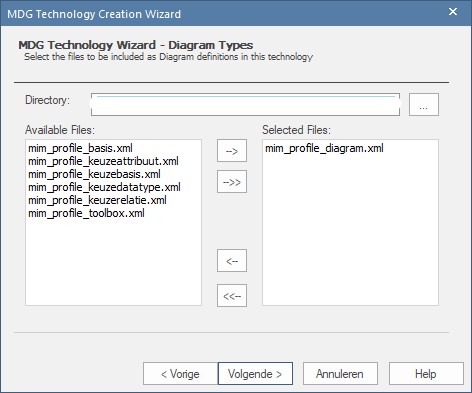 MDG Technology Creation Wizard
MDG Technology Wizard - Diagram Types
Select the files to be included as Diagram definitions in this technology
Directory:
...
Available Files:
Selected Files:
mim_profile_basis.xml
mim_profile_keuzeattribuut.xml
mim_profile_keuzebasis.xml
mim_profile_keuzedatatype.xml
mim_profile_keuzerelatie.xml
mim_profile_toolbox.xml
-->
-->>
<--
<<--
mim_profile_diagram.xml
< Vorige
Volgende >
Annuleren
Help